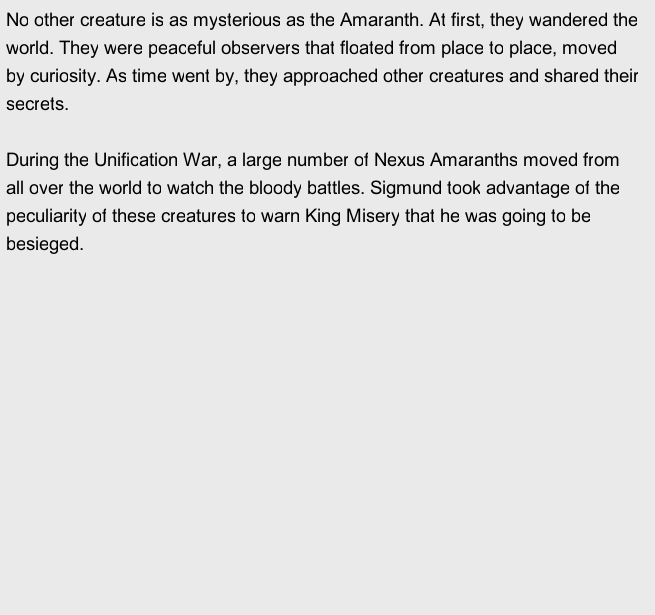 No other creature is as mysterious as the Amaranth. At first, they wandered the
world. They were peaceful observers that floated from place to place, moved
by curiosity. As time went by, they approached other creatures and shared their
secrets.

During the Unification War, a large number of Nexus Amaranths moved from
all over the world to watch the bloody battles. Sigmund took advantage of the
peculiarity of these creatures to warn King Misery that he was going to be
besieged.